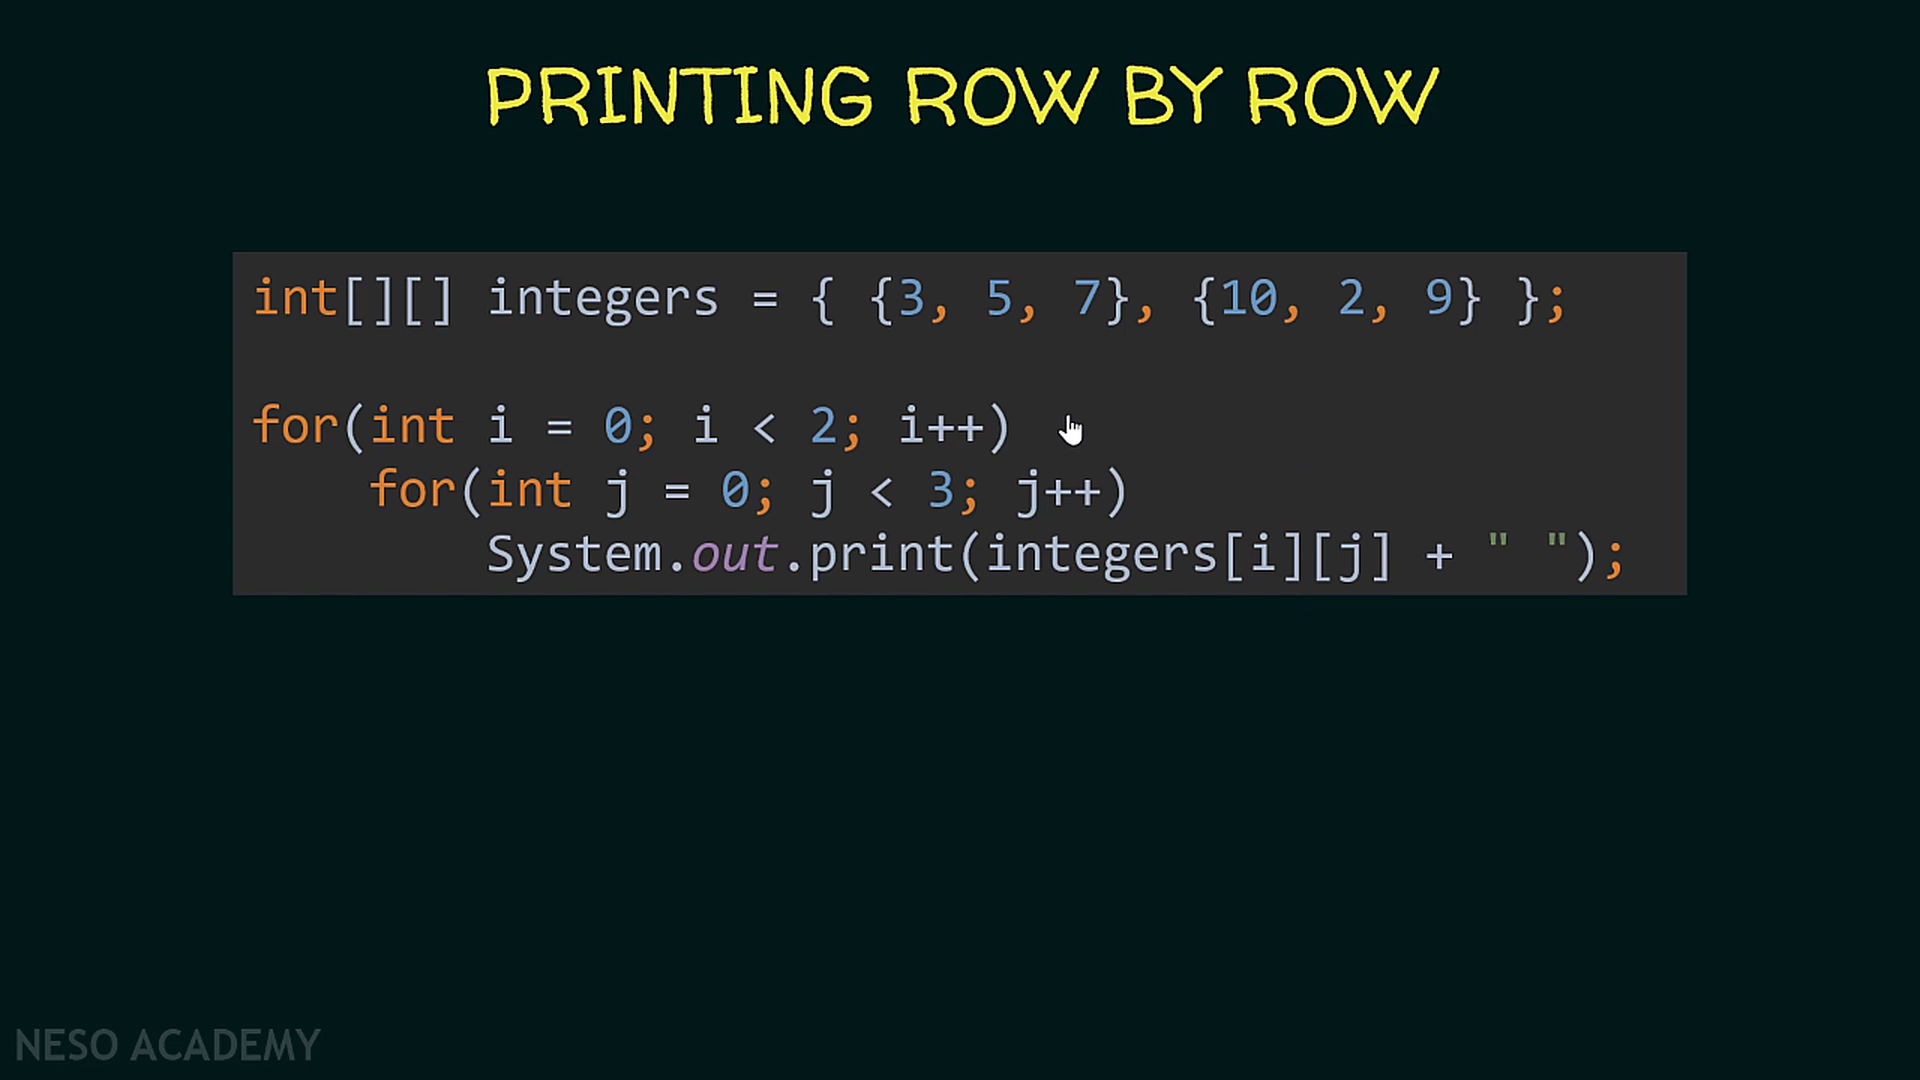 PRINTING ROW BY ROW
int[][] integers = { {3, 5, 7}, {10, 2, 9} };
for(int i = 0; i < 2; i++)
for(int j = 0; j < 3; j++)
System.out.print(integers[i][j] + " ");
NESO ACADEMY